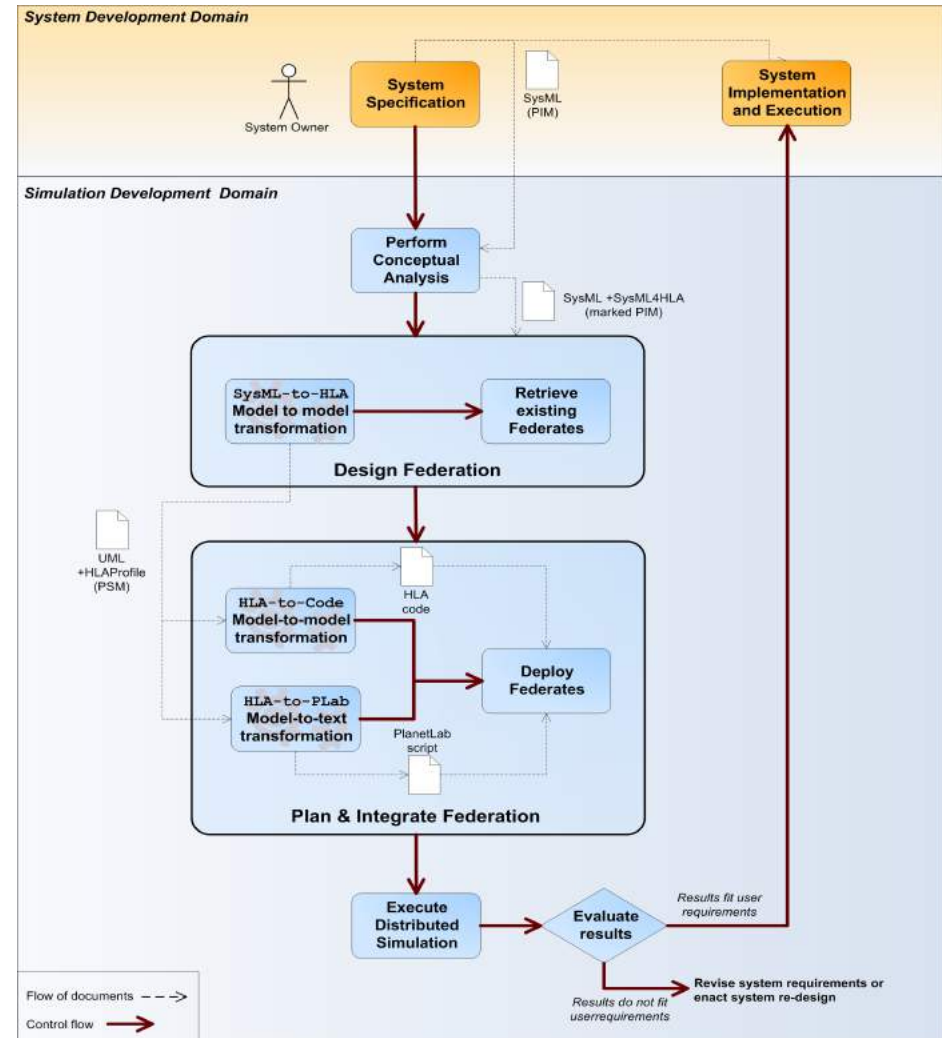 System Development Domain
System
Specification
System Owner
SysML
(PIM)
System
Implementation
and Execution
Simulation Development Domain
Perform
Conceptual
Analysis
SysML +SysML4HLA
(marked PIM)
SysML-to-HLA
Model to model
transformation
Retrieve
existing
Federates
Design Federation
UML
+HLAProfile
(PSM)
HLA
code
HLA-to-Code
Model-to-model
transformation
Deploy
Federates
HLA-to-PLab
Model-to-text
transformation
PlanetLab
script
Plan & Integrate Federation
Execute
Distributed
Simulation
Evaluate
results
Results fit user
requirements
Results do not fit
userrequirements
Revise system requirements or
enact system re-design
Flow of documents
Control flow